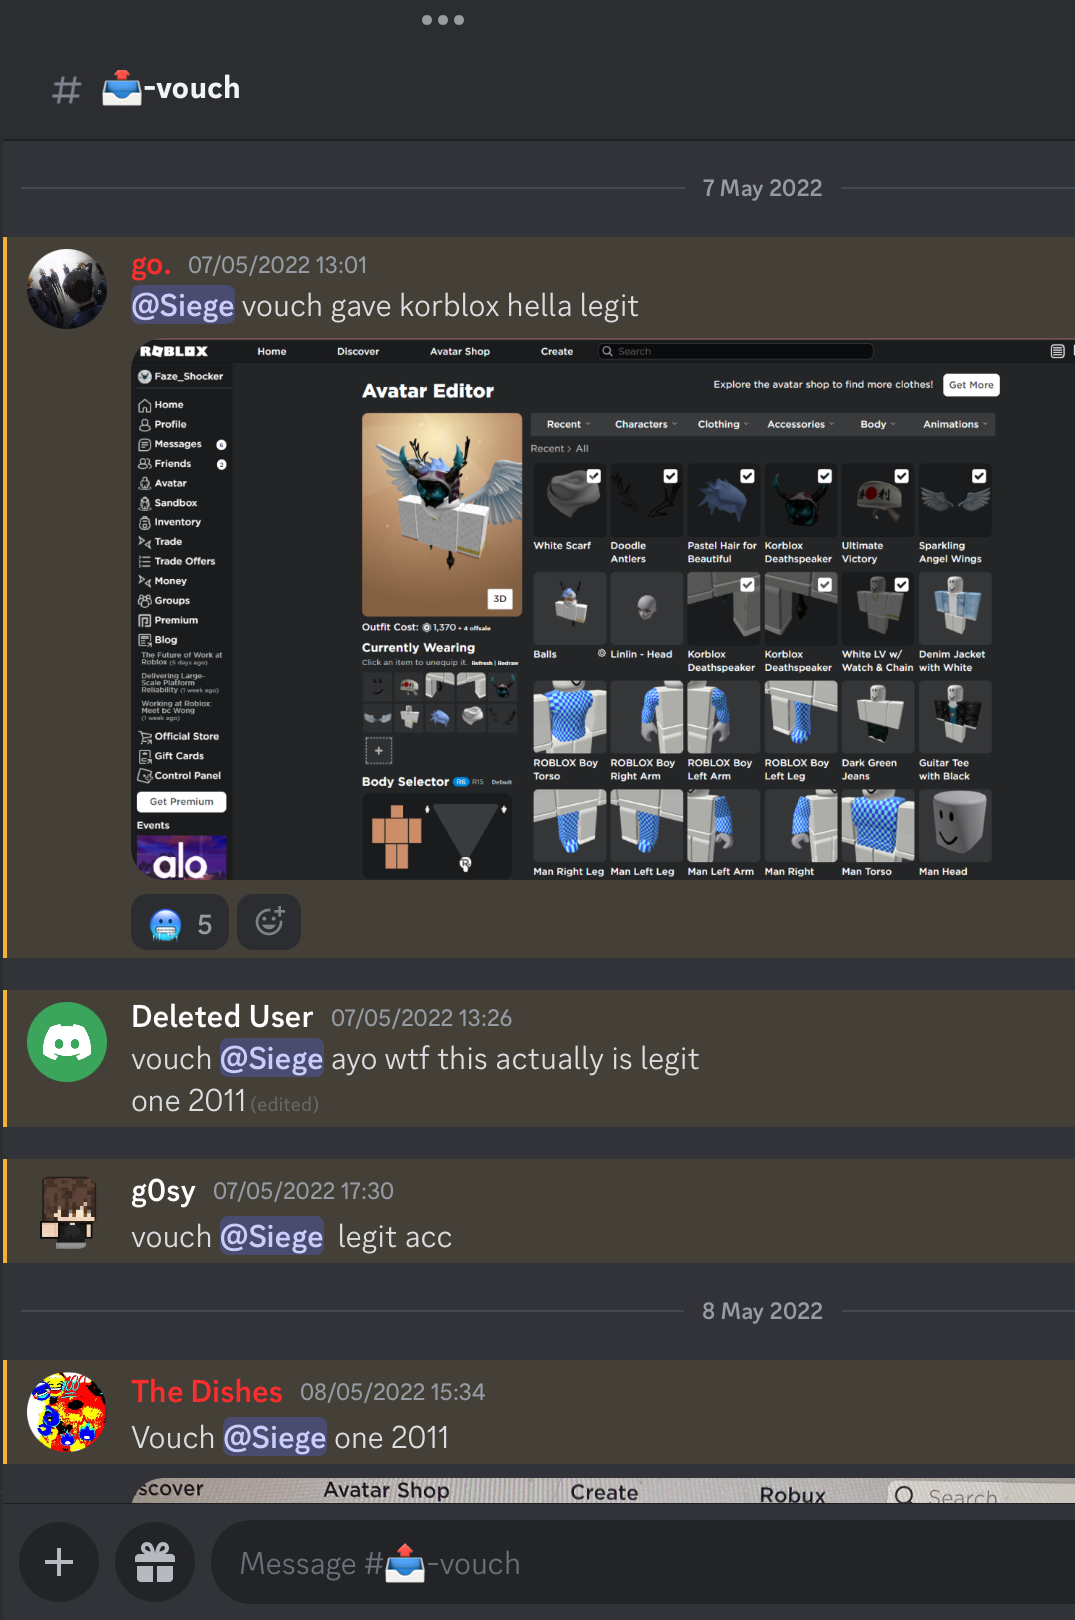 # 📤-vouch
7 May 2022
go. 07/05/2022 13:01
@Siege vouch gave korblox hella legit
ROBLOX Home Discover Avatar Shop Create Search
Faze_Shocker
Home
Profile
Messages 6
Friends 2
Avatar
Sandbox
Inventory
Trade
Trade Offers
Money
Groups
Premium
Blog
The Future of Work at
Roblox (5 days ago)
Delivering Large-
Scale Platform
Reliability (1 week ago)
Working at Roblox:
Meet bc Wong
(1 week ago)
Official Store
Gift Cards
Control Panel
Get Premium
Events
alo
Avatar Editor
Explore the avatar shop to find more clothes! Get More
3D
Outfit Cost: 1,370 + 4 offsale
Currently Wearing
Click an item to unequip it. Refresh | Redraw
+
Body Selector R6 R15 Default
R
Recent Characters Clothing Accessories Body Animations
Recent > All
White Scarf
Doodle
Antlers
Pastel Hair for
Beautiful
Korblox
Deathspeaker
Ultimate
Victory
Sparkling
Angel Wings
Balls
Linlin - Head
Korblox
Deathspeaker
Korblox
Deathspeaker
White LV w/
Watch & Chain
Denim Jacket
with White
ROBLOX Boy
Torso
ROBLOX Boy
Right Arm
ROBLOX Boy
Left Arm
ROBLOX Boy
Left Leg
Dark Green
Jeans
Guitar Tee
with Black
Man Right Leg
Man Left Leg
Man Left Arm
Man Right
Man Torso
Man Head
🥶 5
Deleted User 07/05/2022 13:26
vouch @Siege ayo wtf this actually is legit
one 2011 (edited)
g0sy 07/05/2022 17:30
vouch @Siege legit acc
8 May 2022
The Dishes 08/05/2022 15:34
Vouch @Siege one 2011
scover Avatar Shop Create Robux Search
Message #📤-vouch